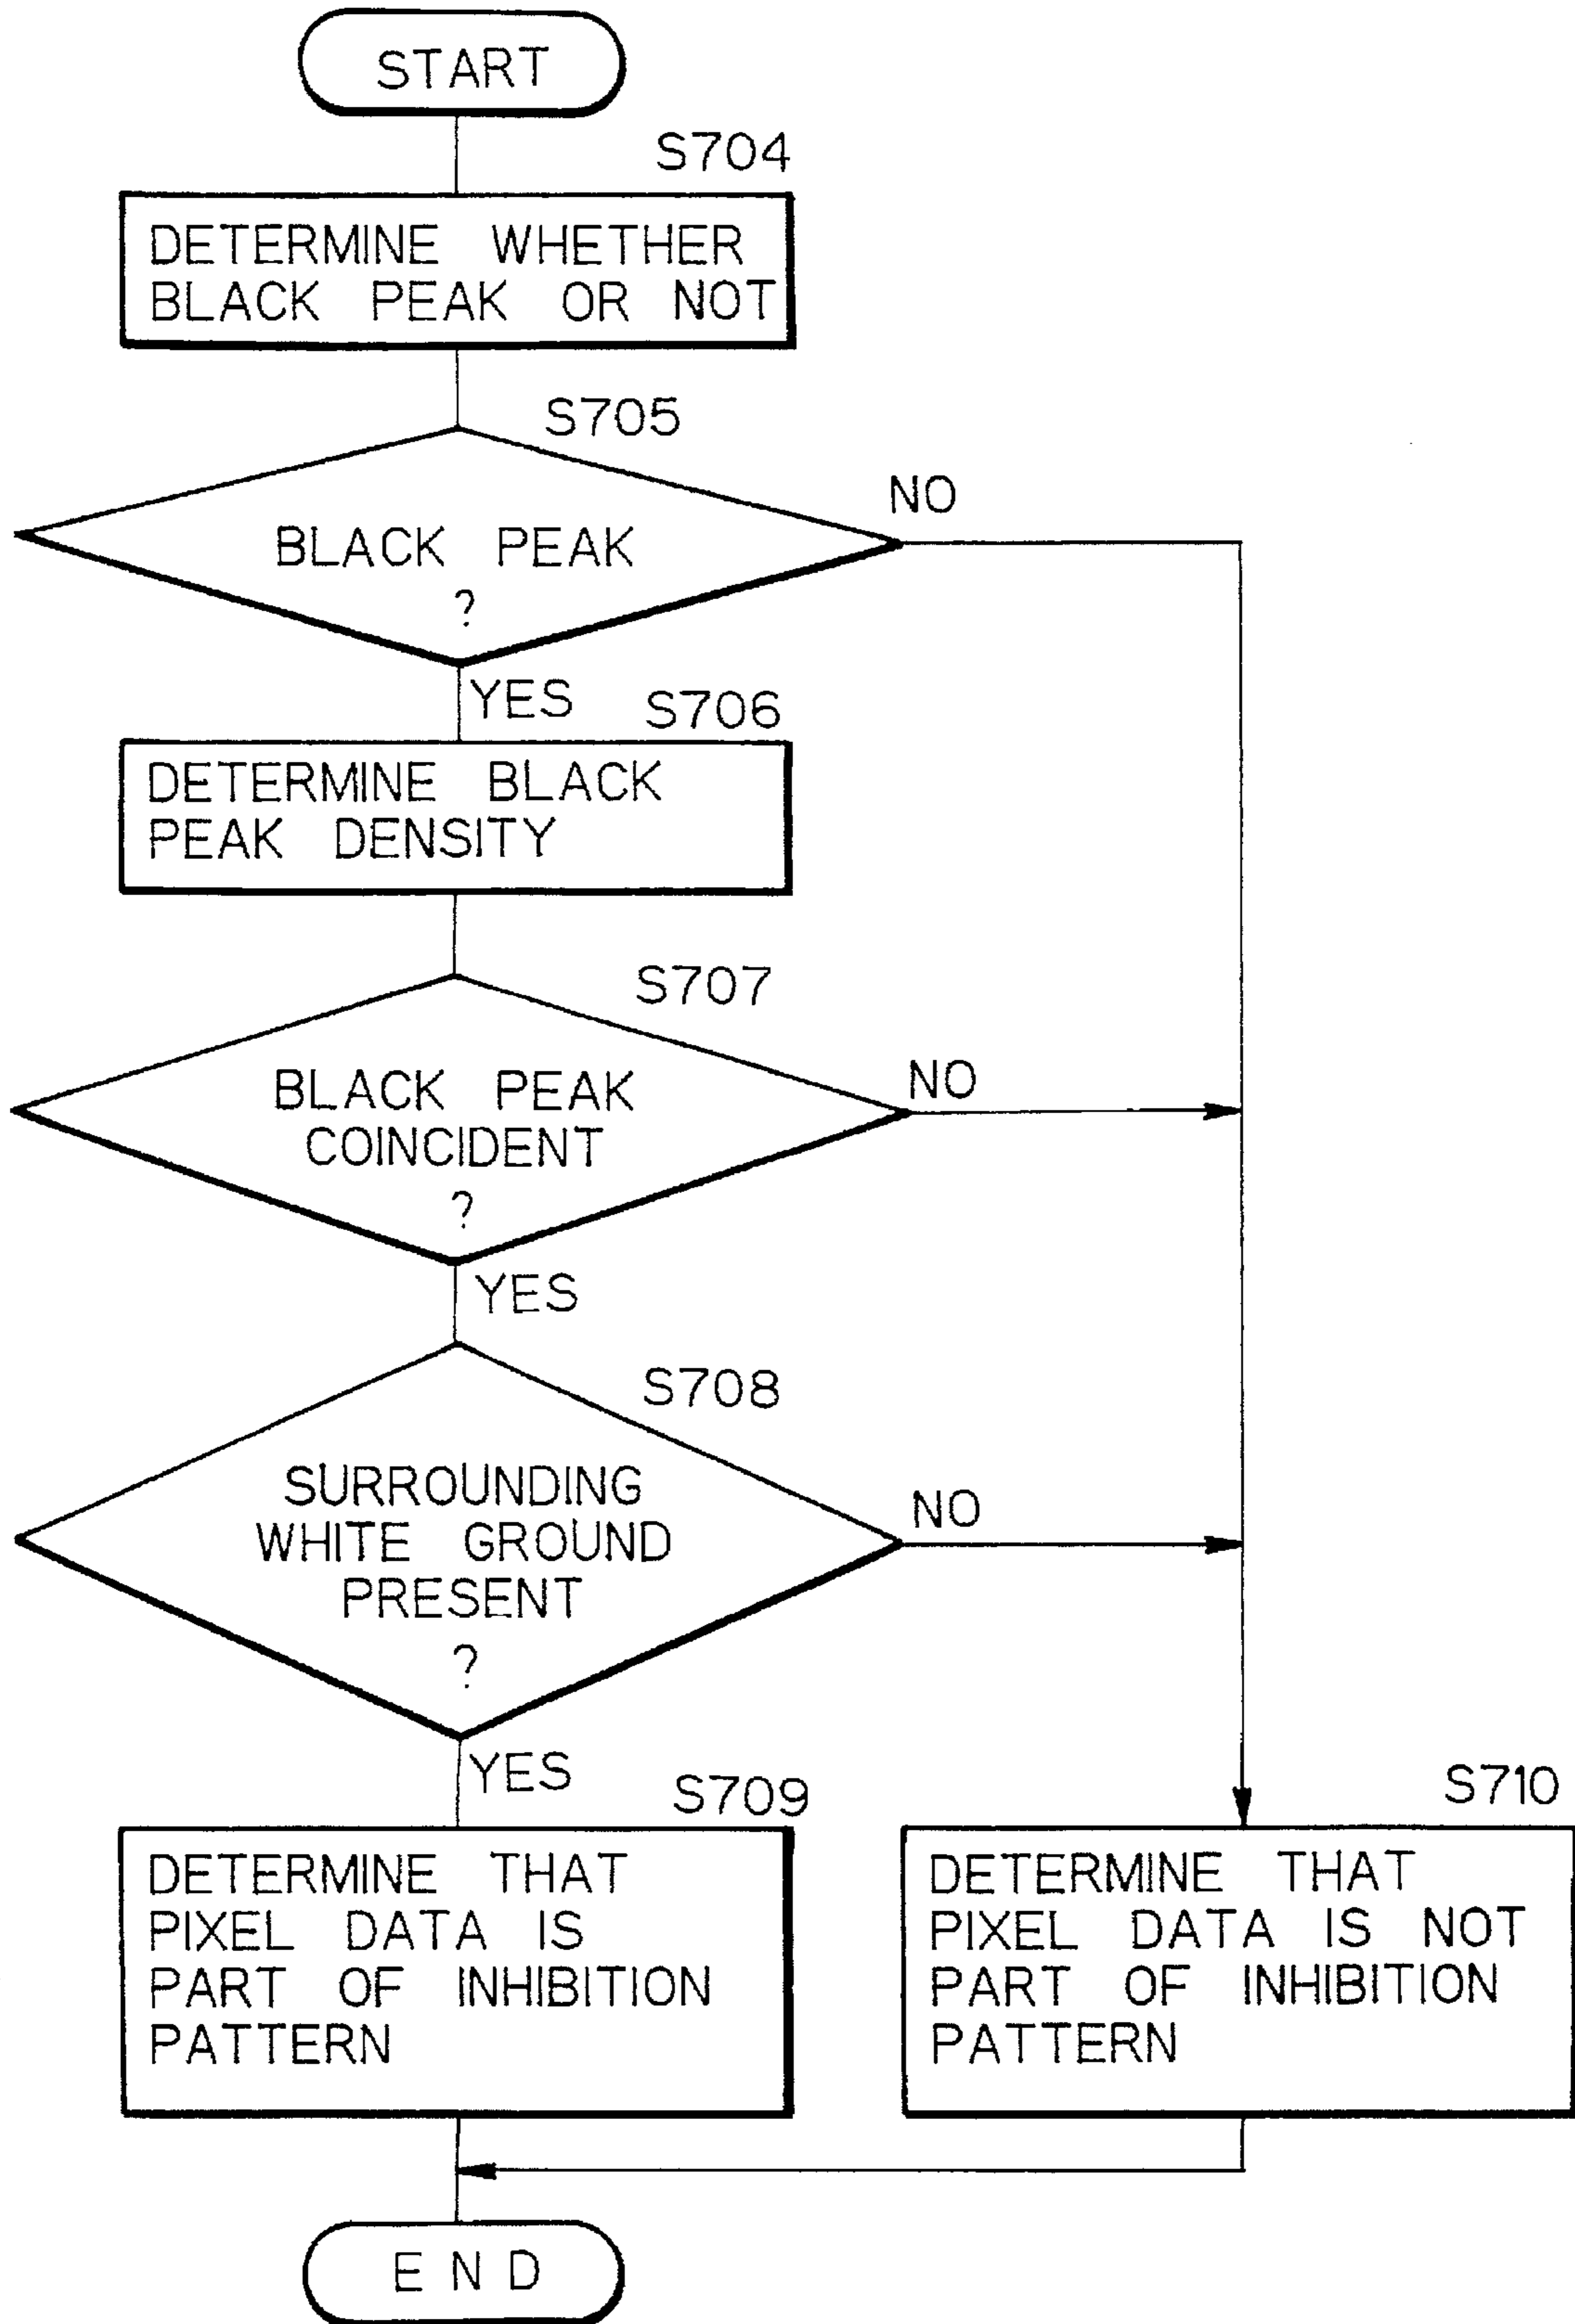 START
S704
DETERMINE WHETHER
BLACK PEAK OR NOT
S705
BLACK PEAK
?
NO
YES
S706
DETERMINE BLACK
PEAK DENSITY
S707
BLACK PEAK
COINCIDENT
?
NO
YES
S708
SURROUNDING
WHITE GROUND
PRESENT
?
NO
YES
S709
DETERMINE THAT
PIXEL DATA IS
PART OF INHIBITION
PATTERN
S710
DETERMINE THAT
PIXEL DATA IS NOT
PART OF INHIBITION
PATTERN
END